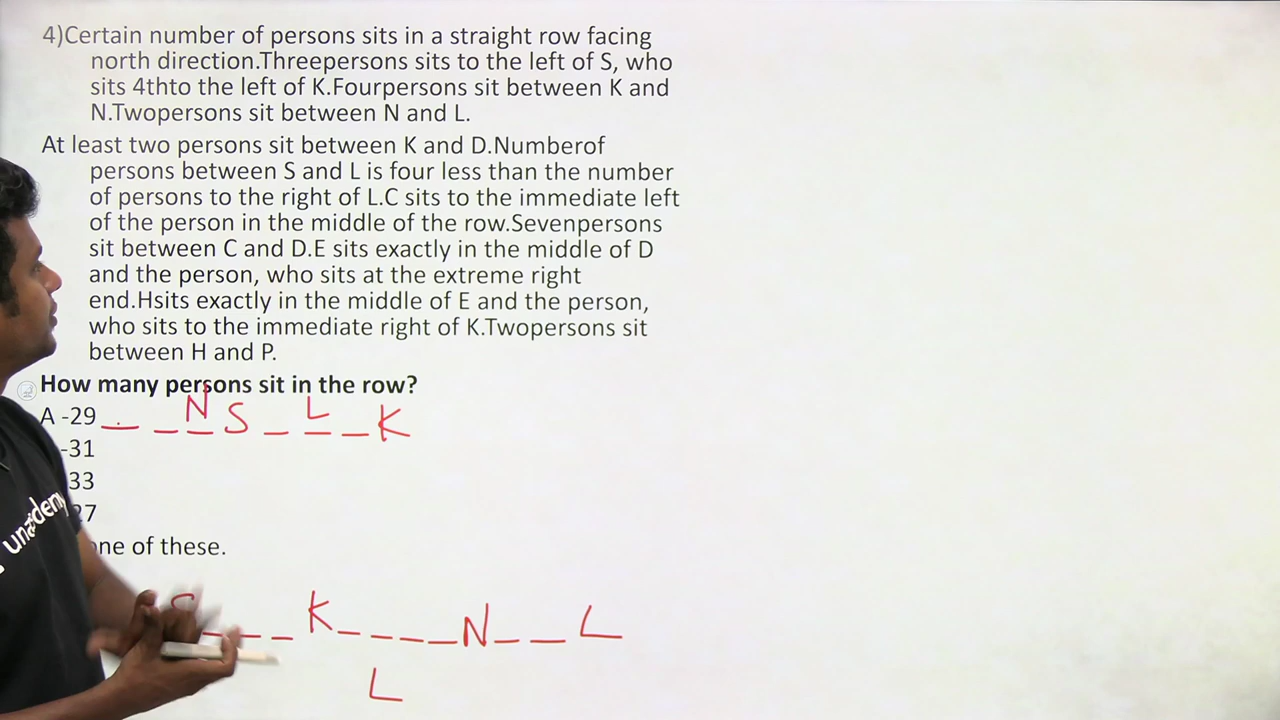 4)Certain number of persons sits in a straight row facing
north direction.Threepersons sits to the left of S, who
sits 4thto the left of K.Fourpersons sit between K and
N.Twopersons sit between N and L.
At least two persons sit between K and D.Numberof
persons between S and L is four less than the number
of persons to the right of L.C sits to the immediate left
of the person in the middle of the row.Sevenpersons
sit between C and D.E sits exactly in the middle of D
and the person, who sits at the extreme right
end.Hsits exactly in the middle of E and the person,
who sits to the immediate right of K.Twopersons sit
between H and P.
How many persons sit in the row?
A -29
N S L K
-31
33
27
one of these.
S K N L
L